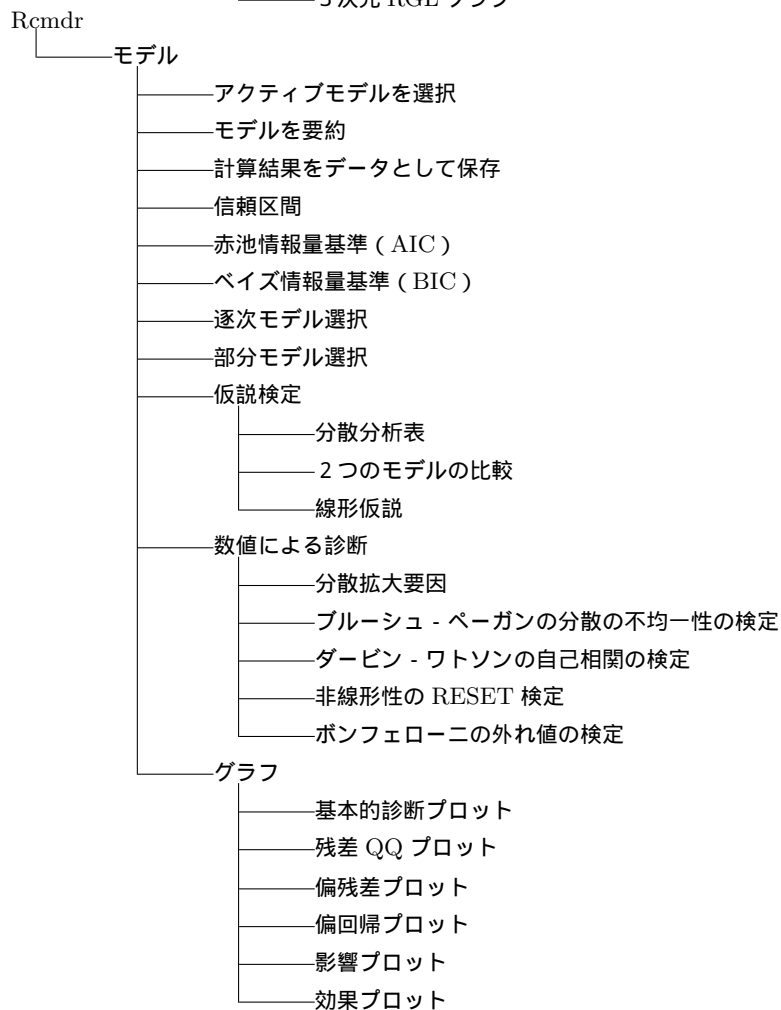 3 次元 RGL グラフ
Rcmdr
モデル
アクティブモデルを選択
モデルを要約
計算結果をデータとして保存
信頼区間
赤池情報量基準 ( AIC )
ベイズ情報量基準 ( BIC )
逐次モデル選択
部分モデル選択
仮説検定
分散分析表
2 つのモデルの比較
線形仮説
数値による診断
分散拡大要因
ブルーシュ - ペーガンの分散の不均一性の検定
ダービン - ワトソンの自己相関の検定
非線形性の RESET 検定
ボンフェローニの外れ値の検定
グラフ
基本的診断プロット
残差 QQ プロット
偏残差プロット
偏回帰プロット
影響プロット
効果プロット